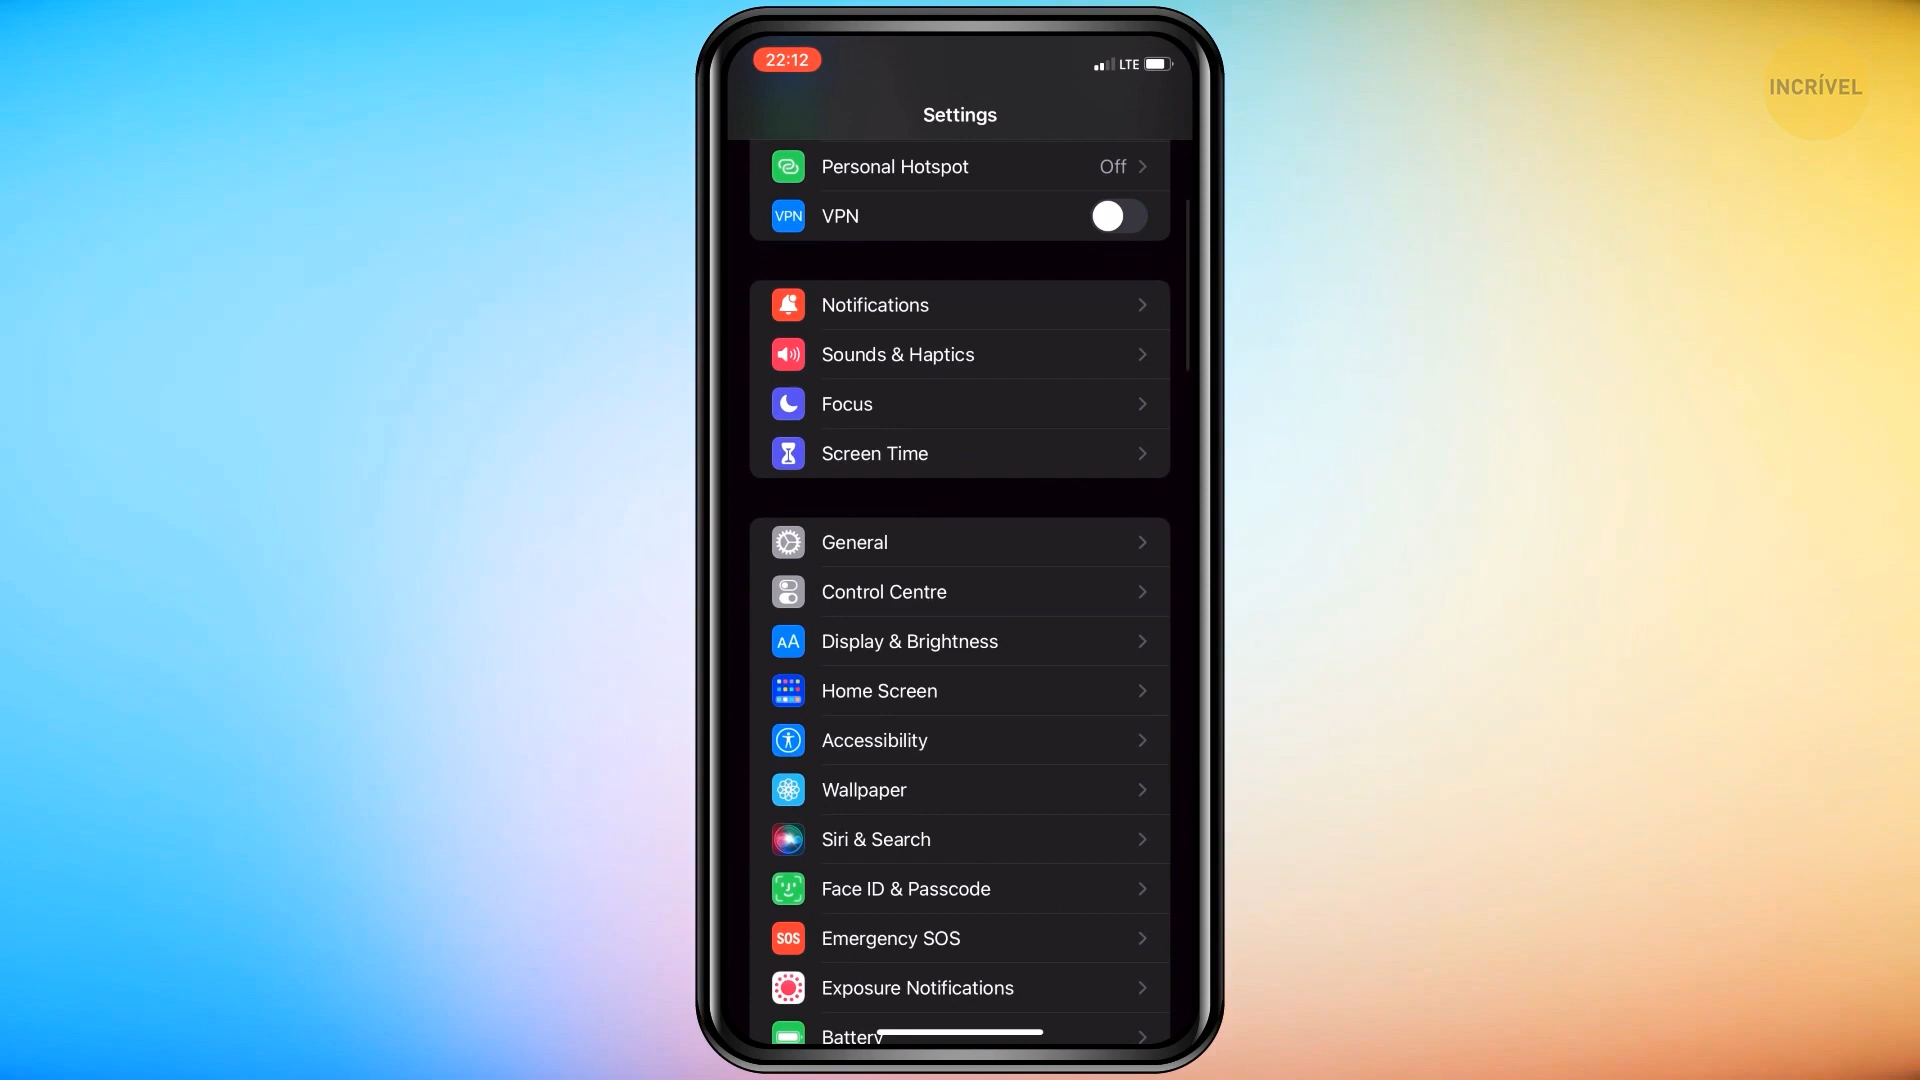 22:12
LTE
INCRÍVEL
Settings
Personal Hotspot Off
VPN VPN
Notifications
Sounds & Haptics
Focus
Screen Time
General
Control Centre
AA Display & Brightness
Home Screen
Accessibility
Wallpaper
Siri & Search
Face ID & Passcode
SOS Emergency SOS
Exposure Notifications
Battery